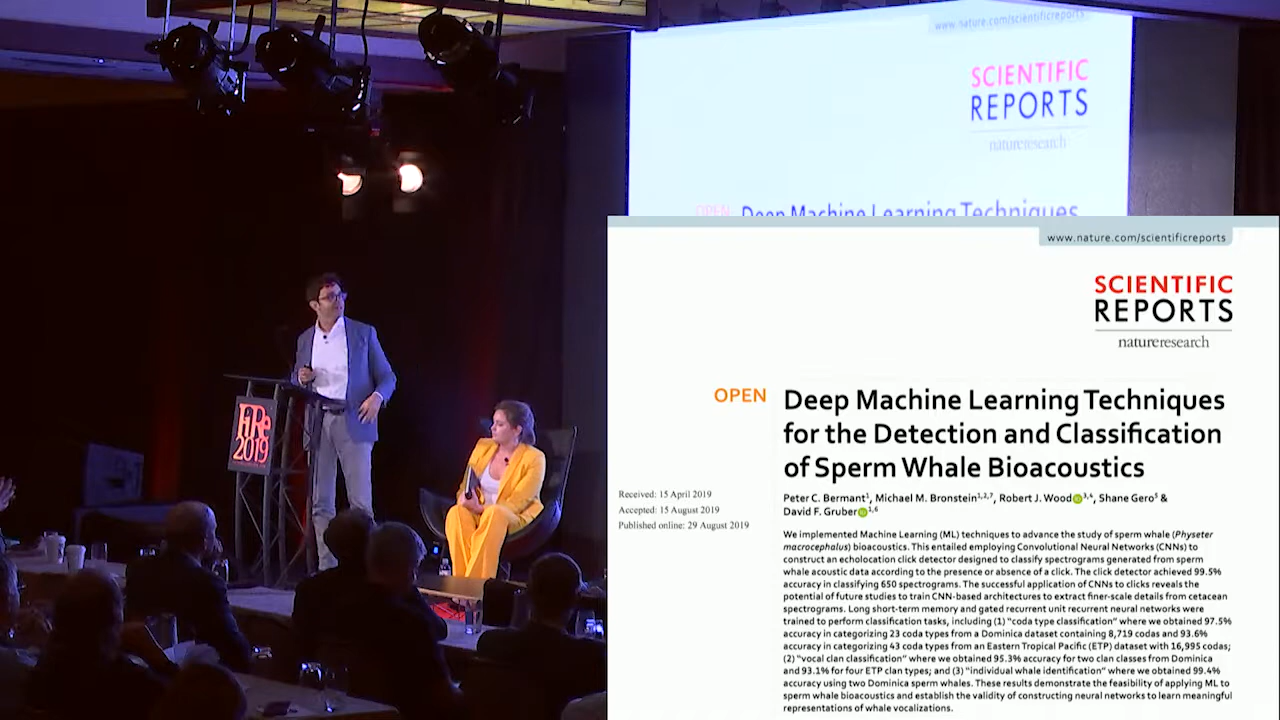 www.nature.com/scientificreports
SCIENTIFIC
REPORTS
natureresearch
OPEN Deep Machine Learning Techniques
FiRe
2019
www.nature.com/scientificreports
SCIENTIFIC
REPORTS
natureresearch
OPEN
Deep Machine Learning Techniques
for the Detection and Classification
of Sperm Whale Bioacoustics
Received: 15 April 2019
Accepted: 15 August 2019
Published online: 29 August 2019
Peter C. Bermant¹, Michael M. Bronstein¹,²,⁷, Robert J. Wood³,⁴, Shane Gero⁵ &
David F. Gruber¹,⁶
We implemented Machine Learning (ML) techniques to advance the study of sperm whale (Physeter
macrocephalus) bioacoustics. This entailed employing Convolutional Neural Networks (CNNs) to
construct an echolocation click detector designed to classify spectrograms generated from sperm
whale acoustic data according to the presence or absence of a click. The click detector achieved 99.5%
accuracy in classifying 650 spectrograms. The successful application of CNNs to clicks reveals the
potential of future studies to train CNN-based architectures to extract finer-scale details from cetacean
spectrograms. Long short-term memory and gated recurrent unit recurrent neural networks were
trained to perform classification tasks, including (1) "coda type classification" where we obtained 97.5%
accuracy in categorizing 23 coda types from a Dominica dataset containing 8,719 codas and 93.6%
accuracy in categorizing 43 coda types from an Eastern Tropical Pacific (ETP) dataset with 16,995 codas;
(2) "vocal clan classification" where we obtained 95.3% accuracy for two clan classes from Dominica
and 93.1% for four ETP clan types; and (3) "individual whale identification" where we obtained 99.4%
accuracy using two Dominica sperm whales. These results demonstrate the feasibility of applying ML to
sperm whale bioacoustics and establish the validity of constructing neural networks to learn meaningful
representations of whale vocalizations.